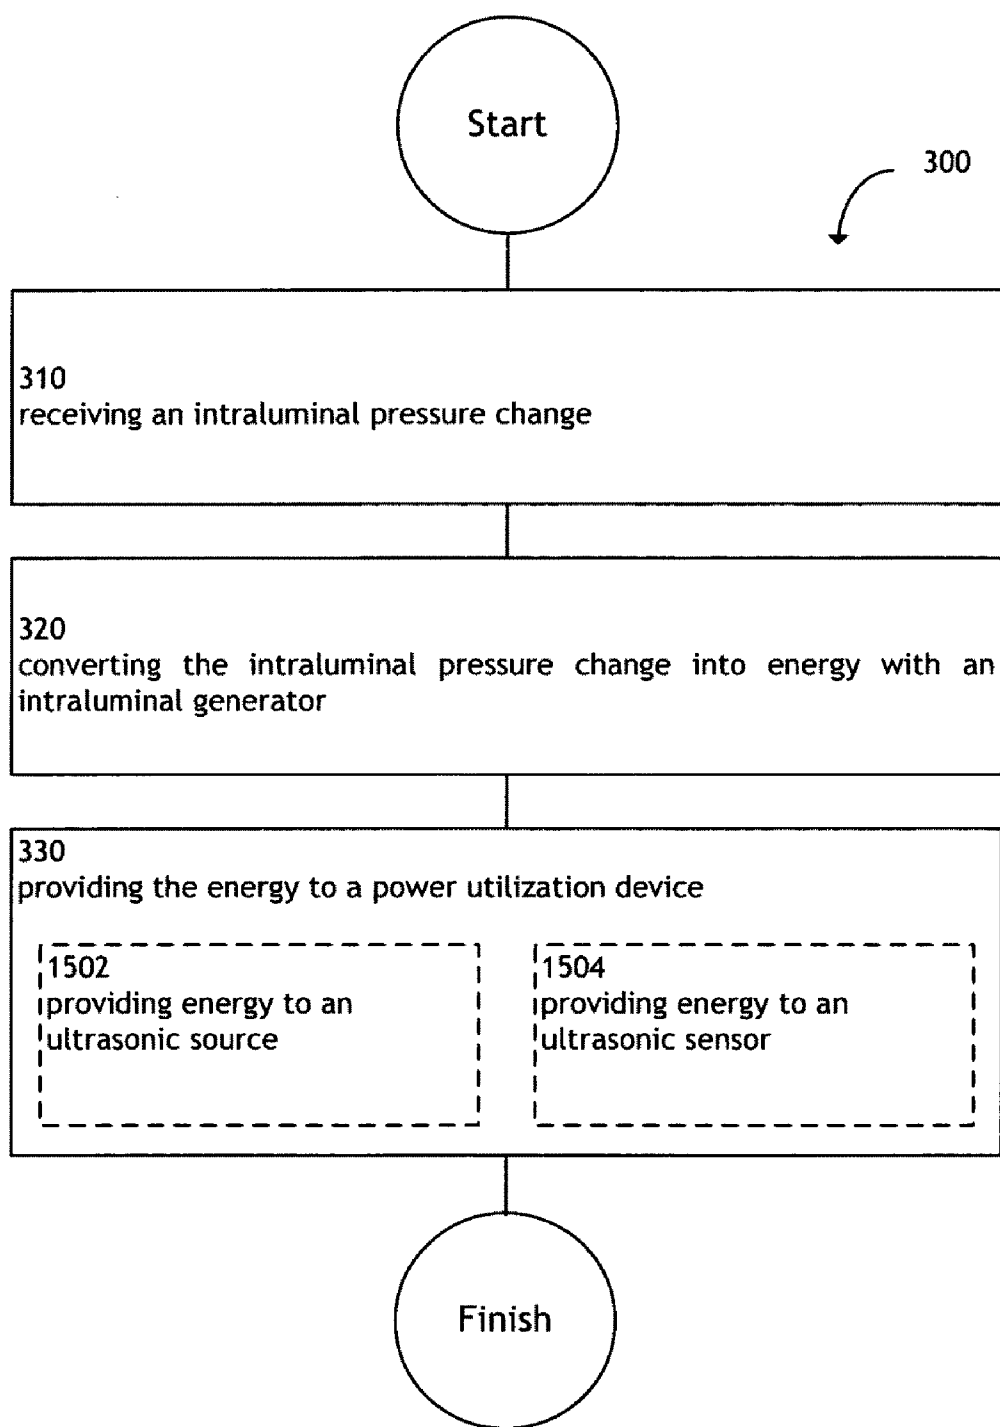 Start
300
310
receiving an intraluminal pressure change
320
converting the intraluminal pressure change into energy with an
intraluminal generator
330
providing the energy to a power utilization device
1502
providing energy to an
ultrasonic source
1504
providing energy to an
ultrasonic sensor
Finish